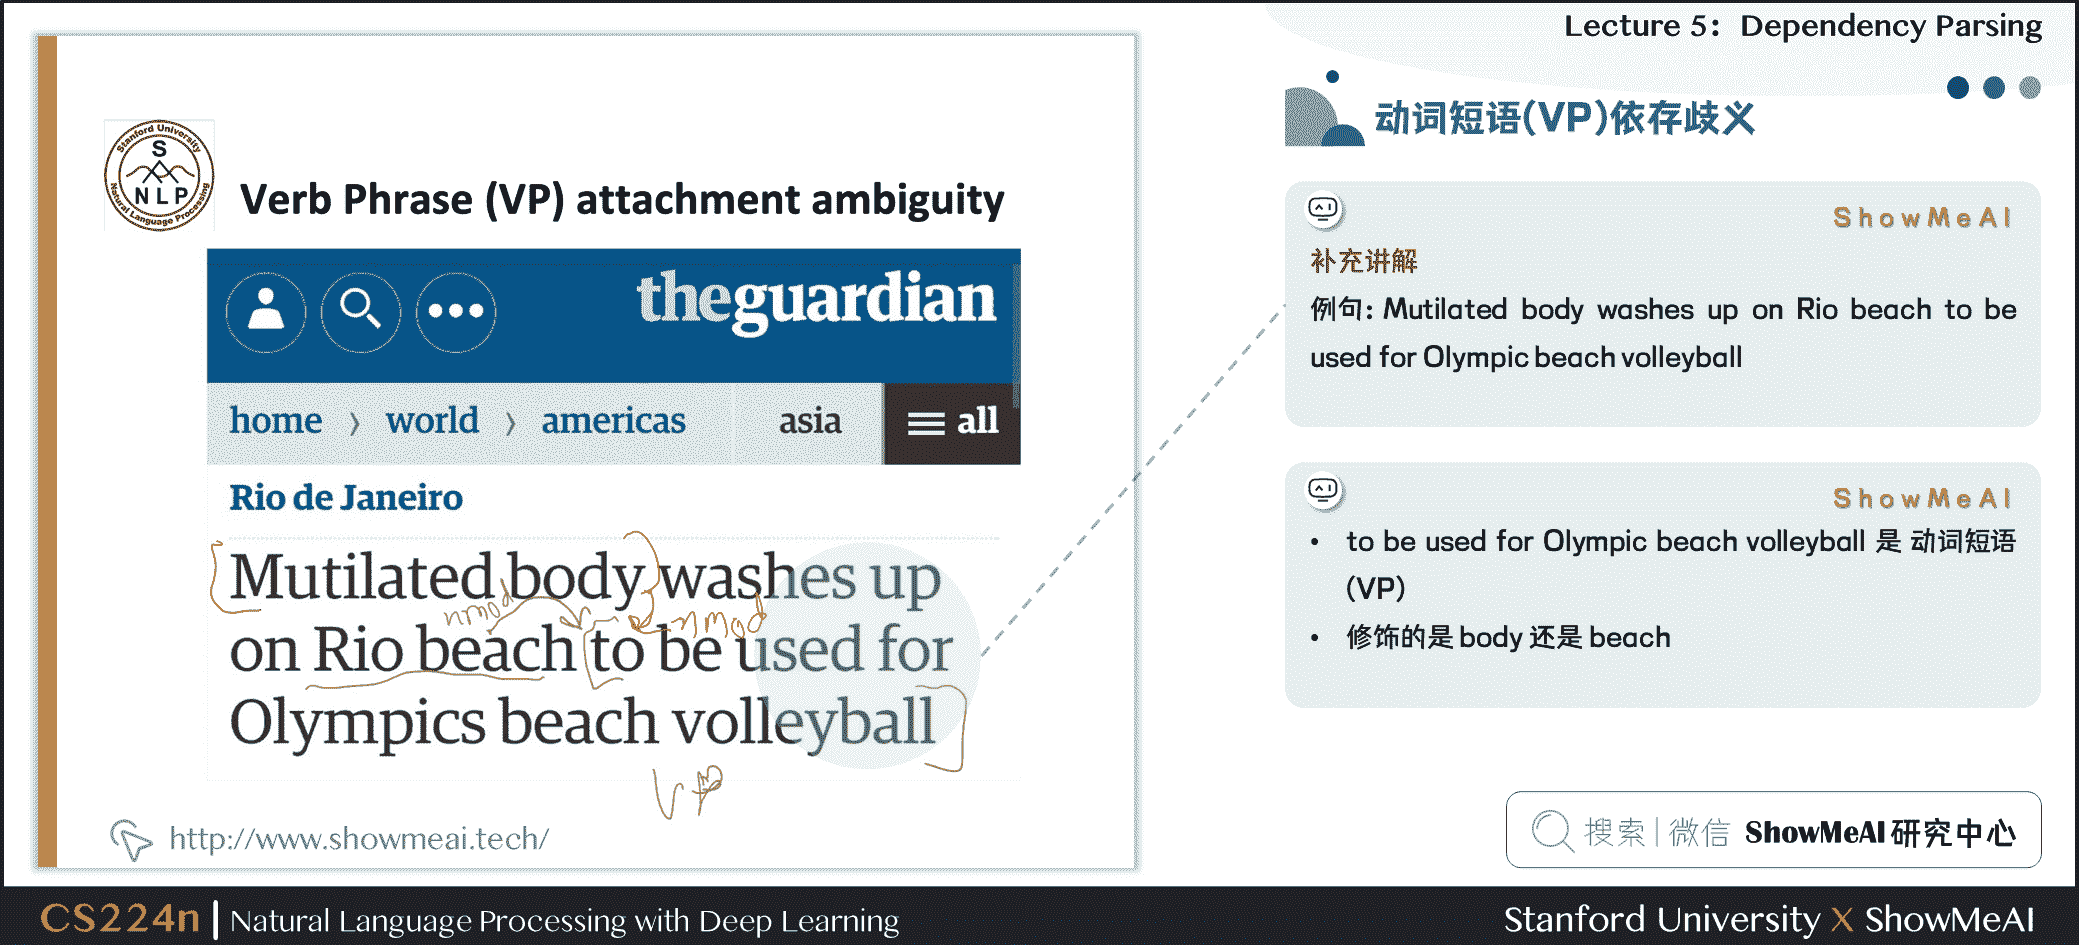 Lecture 5: Dependency Parsing
Stanford University
S
NLP
Natural Language Processing
Verb Phrase (VP) attachment ambiguity
theguardian
home › world › americas asia all
Rio de Janeiro
Mutilated body washes up
nmod nmod
on Rio beach to be used for
Olympics beach volleyball
VP
http://www.showmeai.tech/
动词短语(VP)依存歧义
ShowMeAI
补充讲解
例句: Mutilated body washes up on Rio beach to be
used for Olympic beach volleyball
ShowMeAI
• to be used for Olympic beach volleyball 是 动词短语
(VP)
• 修饰的是 body 还是 beach
搜索 | 微信 ShowMeAI 研究中心
CS224n | Natural Language Processing with Deep Learning
Stanford University X ShowMeAI